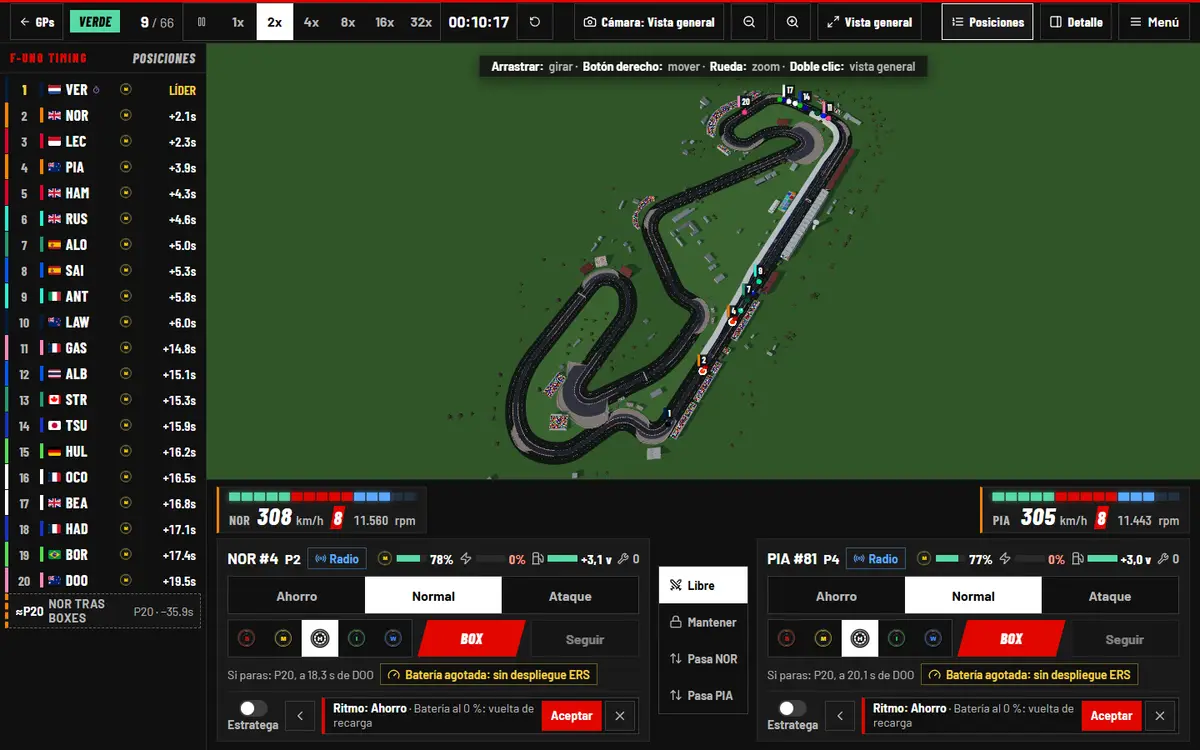 ← GPs
VERDE
9 / 66
1x
2x
4x
8x
16x
32x
00:10:17
Cámara: Vista general
Vista general
Posiciones
Detalle
Menú
F-UNO TIMING
POSICIONES
1 VER LÍDER
2 NOR +2.1s
3 LEC +2.3s
4 PIA +3.9s
5 HAM +4.3s
6 RUS +4.6s
7 ALO +5.0s
8 SAI +5.3s
9 ANT +5.8s
10 LAW +6.0s
11 GAS +14.8s
12 ALB +15.1s
13 STR +15.3s
14 TSU +15.9s
15 HUL +16.2s
16 OCO +16.5s
17 BEA +16.8s
18 HAD +17.1s
19 BOR +17.4s
20 DOO +19.5s
≈P20 NOR TRAS BOXES P20 · −35.9s
Arrastrar: girar · Botón derecho: mover · Rueda: zoom · Doble clic: vista general
20
17
14
11
9
7
4
2
1
NOR 308 km/h 8 11.560 rpm
PIA 305 km/h 8 11.443 rpm
NOR #4 P2 Radio M 78% 0% +3,1 v 0
Ahorro Normal Ataque
M H I W BOX Seguir
Si paras: P20, a 18,3 s de DOO
Batería agotada: sin despliegue ERS
Estratega
Ritmo: Ahorro · Batería al 0 %: vuelta de
recarga
Aceptar
Libre
Mantener
Pasa NOR
Pasa PIA
PIA #81 P4 Radio M 77% 0% +3,0 v 0
Ahorro Normal Ataque
M H I W BOX Seguir
Si paras: P20, a 20,1 s de DOO
Batería agotada: sin despliegue ERS
Estratega
Ritmo: Ahorro · Batería al 0 %: vuelta de
recarga
Aceptar